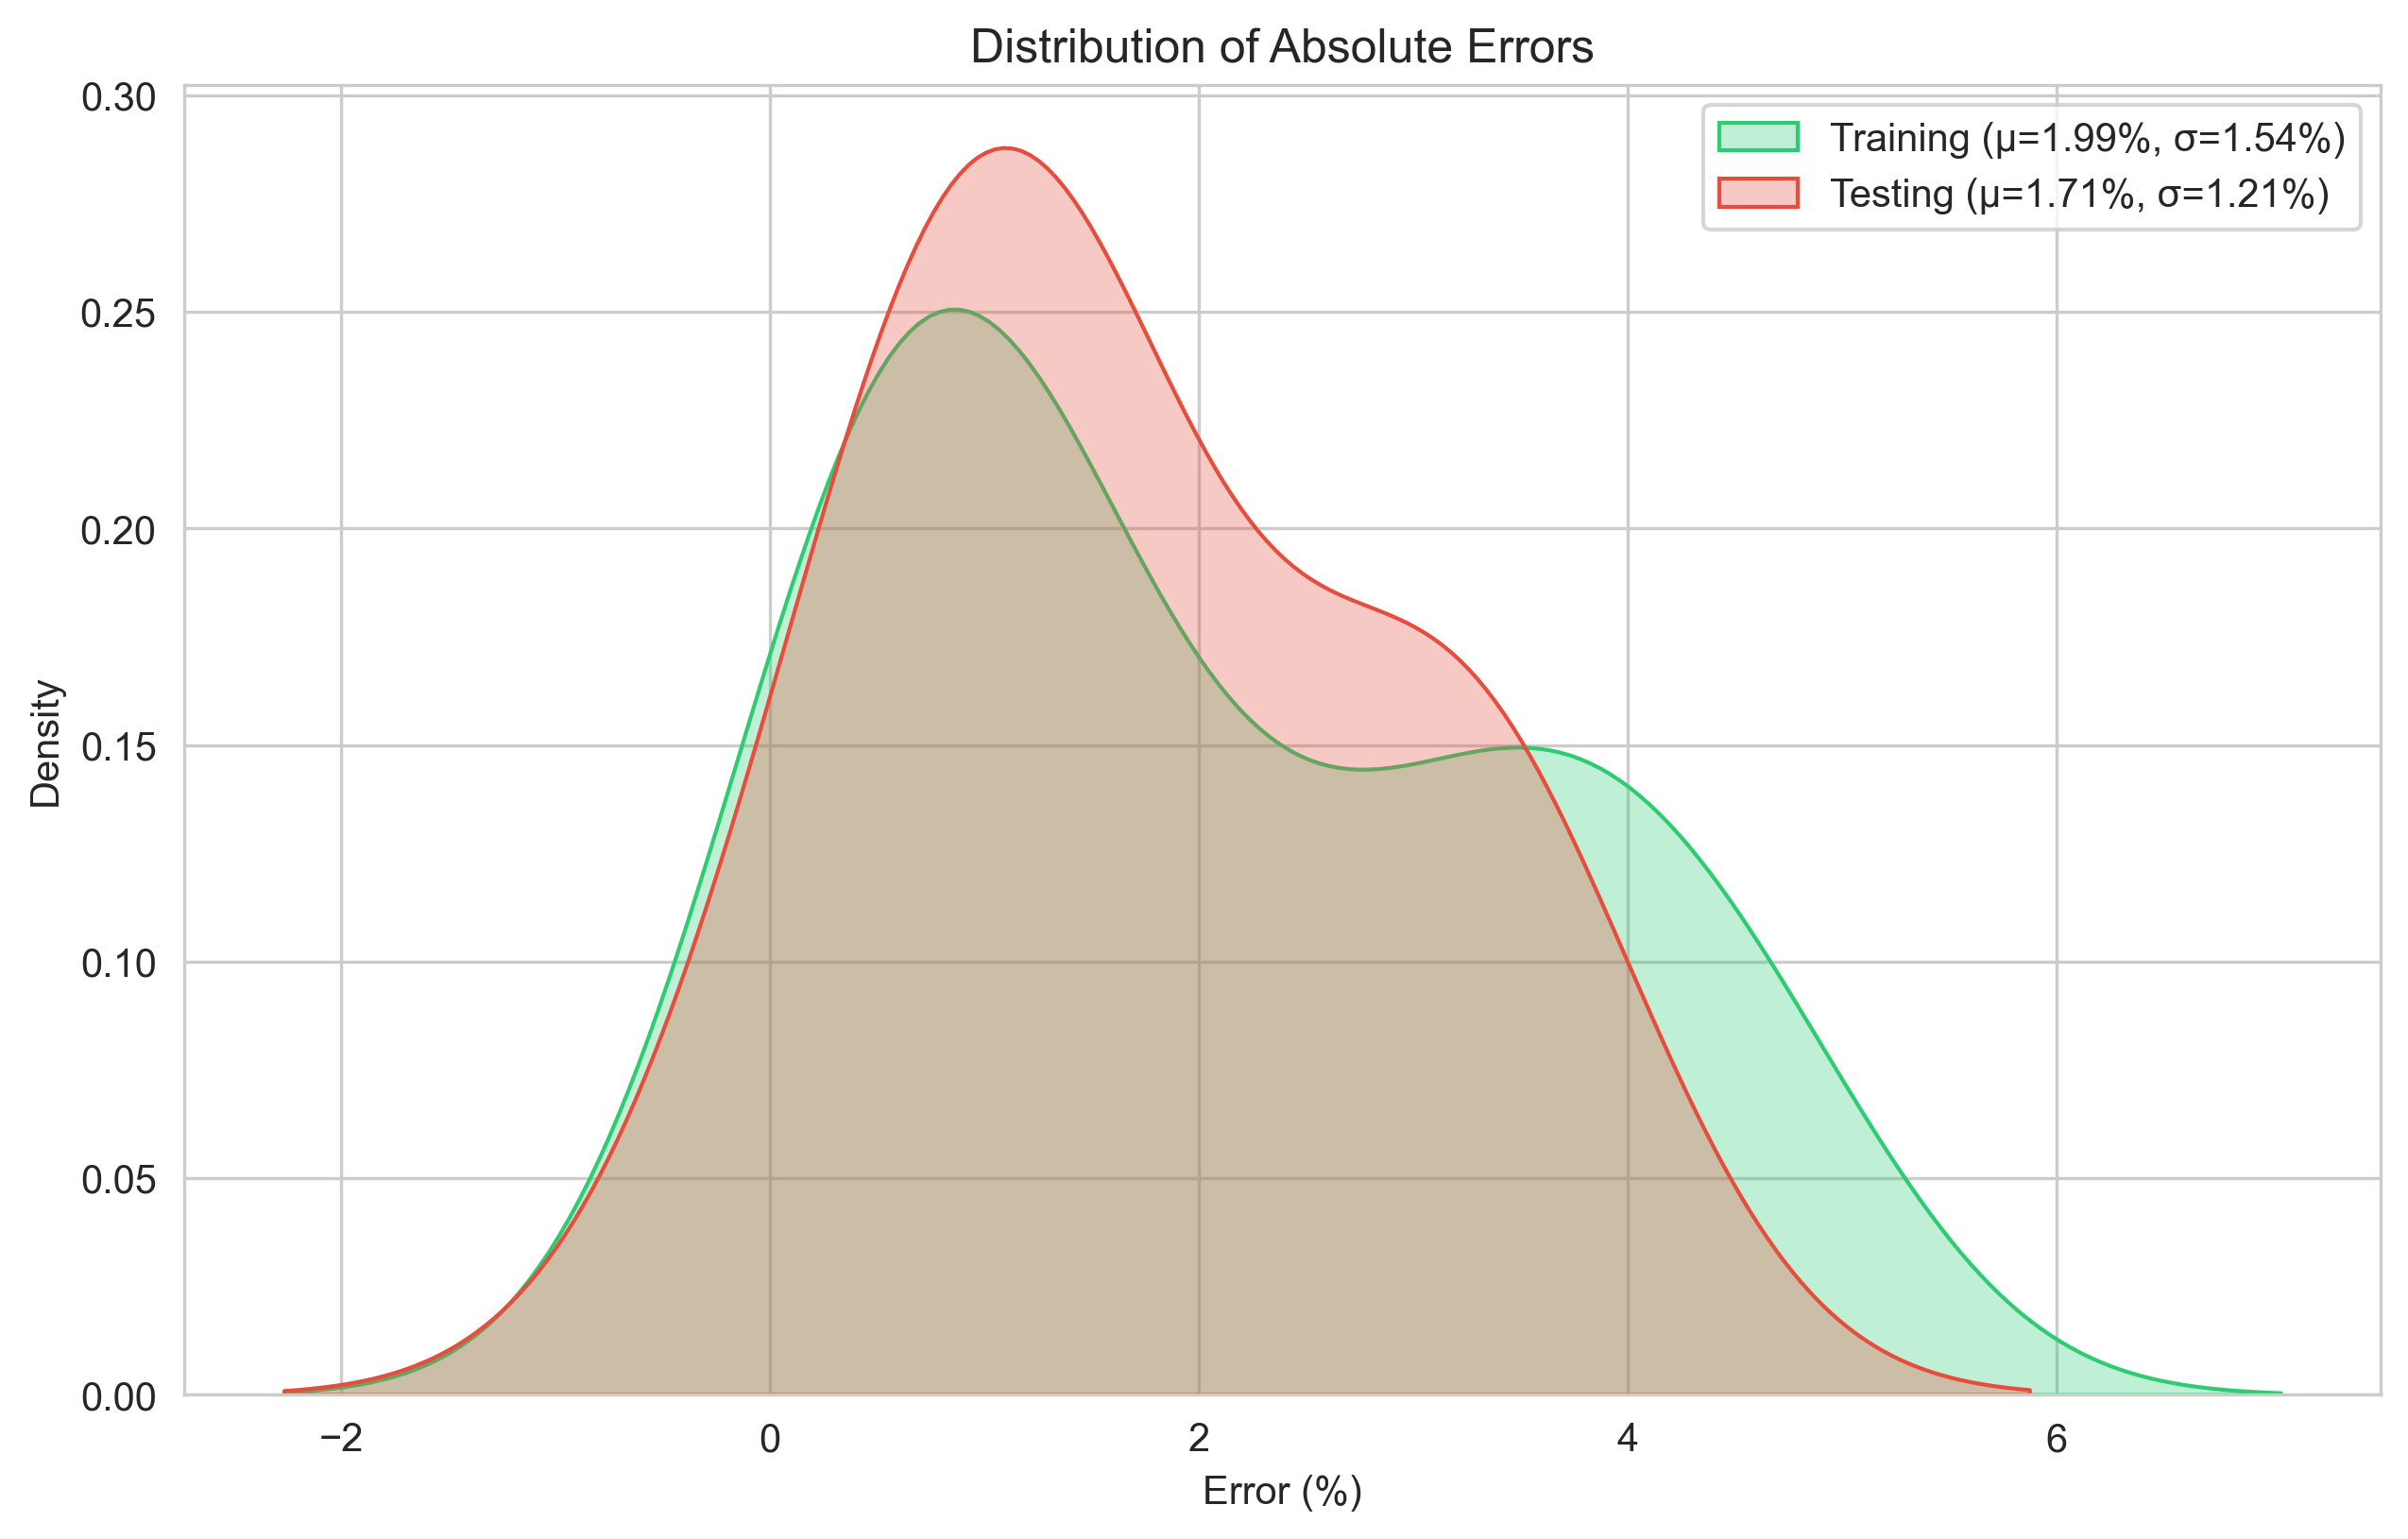 Distribution of Absolute Errors
Training (μ=1.99%, σ=1.54%)
Testing (μ=1.71%, σ=1.21%)
Density
0.30
0.25
0.20
0.15
0.10
0.05
0.00
−2 0 2 4 6
Error (%)